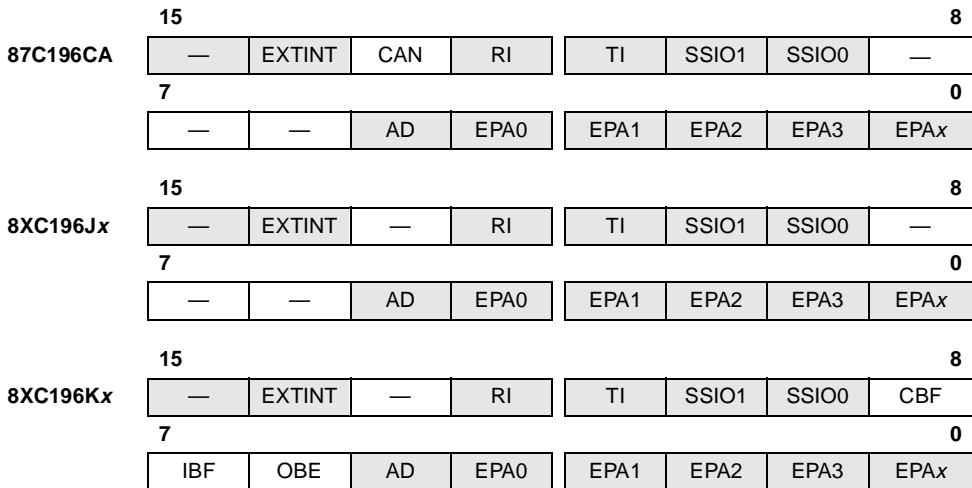 15 8
87C196CA — EXTINT CAN RI TI SSIO1 SSIO0 —
7 0
— — AD EPA0 EPA1 EPA2 EPA3 EPAx
15 8
8XC196Jx — EXTINT — RI TI SSIO1 SSIO0 —
7 0
— — AD EPA0 EPA1 EPA2 EPA3 EPAx
15 8
8XC196Kx — EXTINT — RI TI SSIO1 SSIO0 CBF
7 0
IBF OBE AD EPA0 EPA1 EPA2 EPA3 EPAx